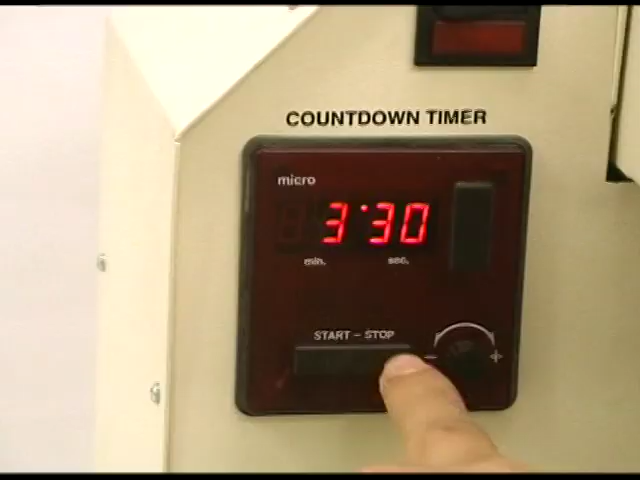 COUNTDOWN TIMER
micro
3:30
min. sec.
START - STOP
- +